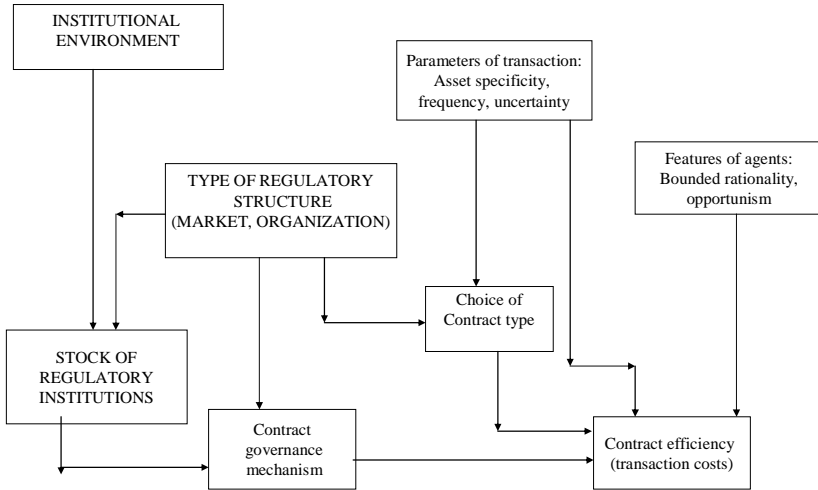 INSTITUTIONAL
ENVIRONMENT
Parameters of transaction:
Asset specificity,
frequency, uncertainty
Features of agents:
Bounded rationality,
opportunism
TYPE OF REGULATORY
STRUCTURE
(MARKET, ORGANIZATION)
Choice of
Contract type
STOCK OF
REGULATORY
INSTITUTIONS
Contract
governance
mechanism
Contract efficiency
(transaction costs)